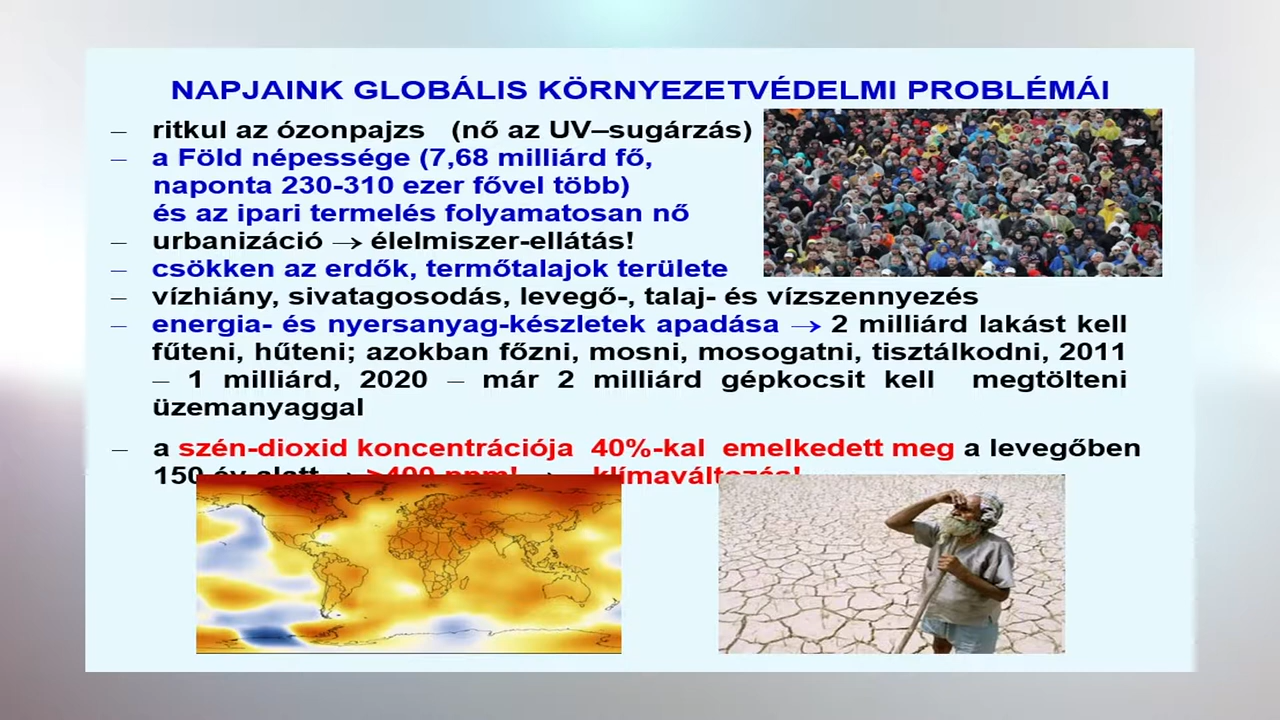 NAPJAINK GLOBÁLIS KÖRNYEZETVÉDELMI PROBLÉMÁI
– ritkul az ózonpajzs (nő az UV–sugárzás)
– a Föld népessége (7,68 milliárd fő,
naponta 230-310 ezer fővel több)
és az ipari termelés folyamatosan nő
– urbanizáció → élelmiszer-ellátás!
– csökken az erdők, termőtalajok területe
– vízhiány, sivatagosodás, levegő-, talaj- és vízszennyezés
– energia- és nyersanyag-készletek apadása → 2 milliárd lakást kell
fűteni, hűteni; azokban főzni, mosni, mosogatni, tisztálkodni, 2011
– 1 milliárd, 2020 – már 2 milliárd gépkocsit kell megtölteni
üzemanyaggal
– a szén-dioxid koncentrációja 40%-kal emelkedett meg a levegőben
150 év alatt → >400 ppm! → klímaváltozás!